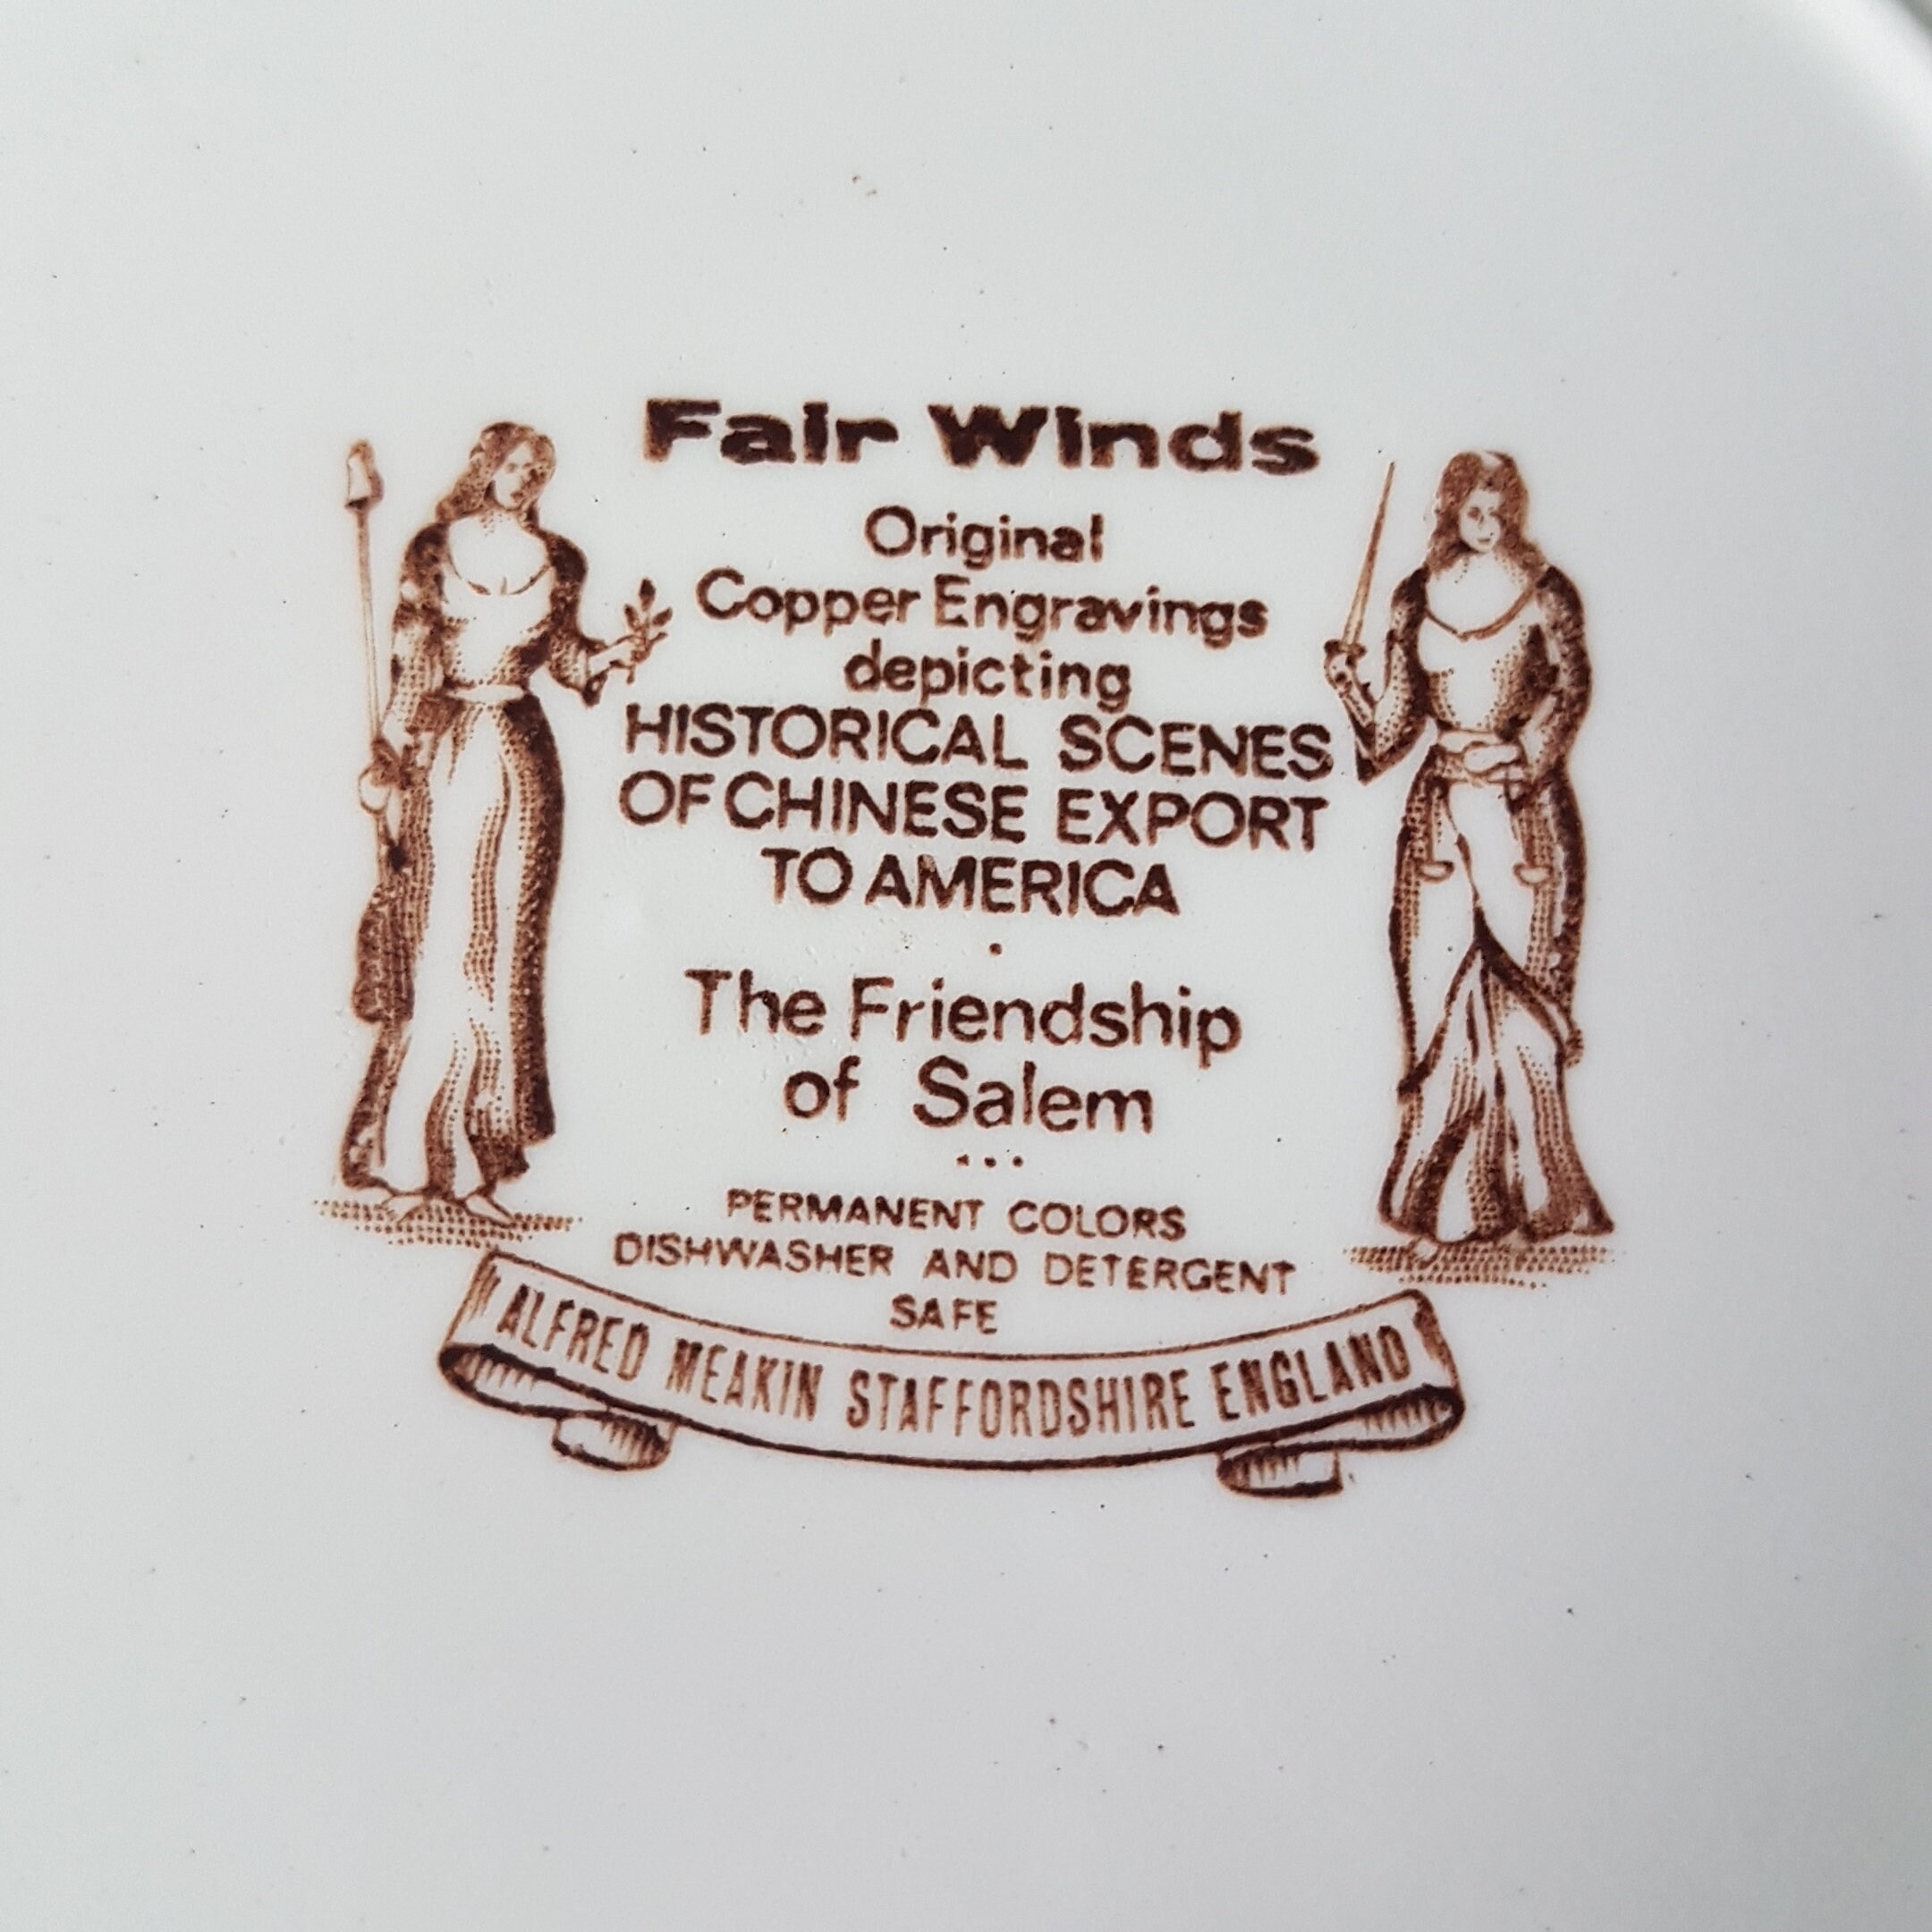 Fair Winds
Original
Copper Engravings
depicting
HISTORICAL SCENES
OF CHINESE EXPORT
TO AMERICA
The Friendship
of Salem
PERMANENT COLORS
DISHWASHER AND DETERGENT
SAFE
ALFRED MEAKIN STAFFORDSHIRE ENGLAND